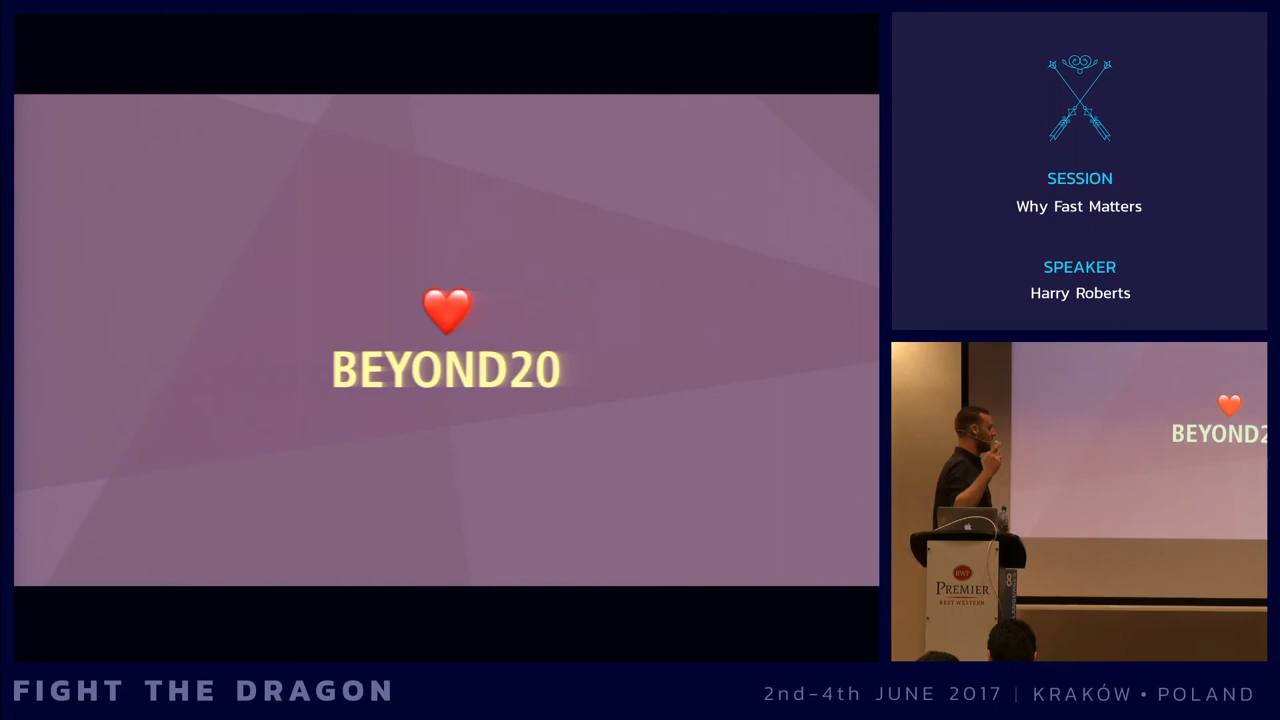 BEYOND20
SESSION
Why Fast Matters
SPEAKER
Harry Roberts
BEYOND2
BWP
PREMIER
BEST WESTERN
FIGHT THE DRAGON
2nd-4th JUNE 2017 | KRAKÓW • POLAND